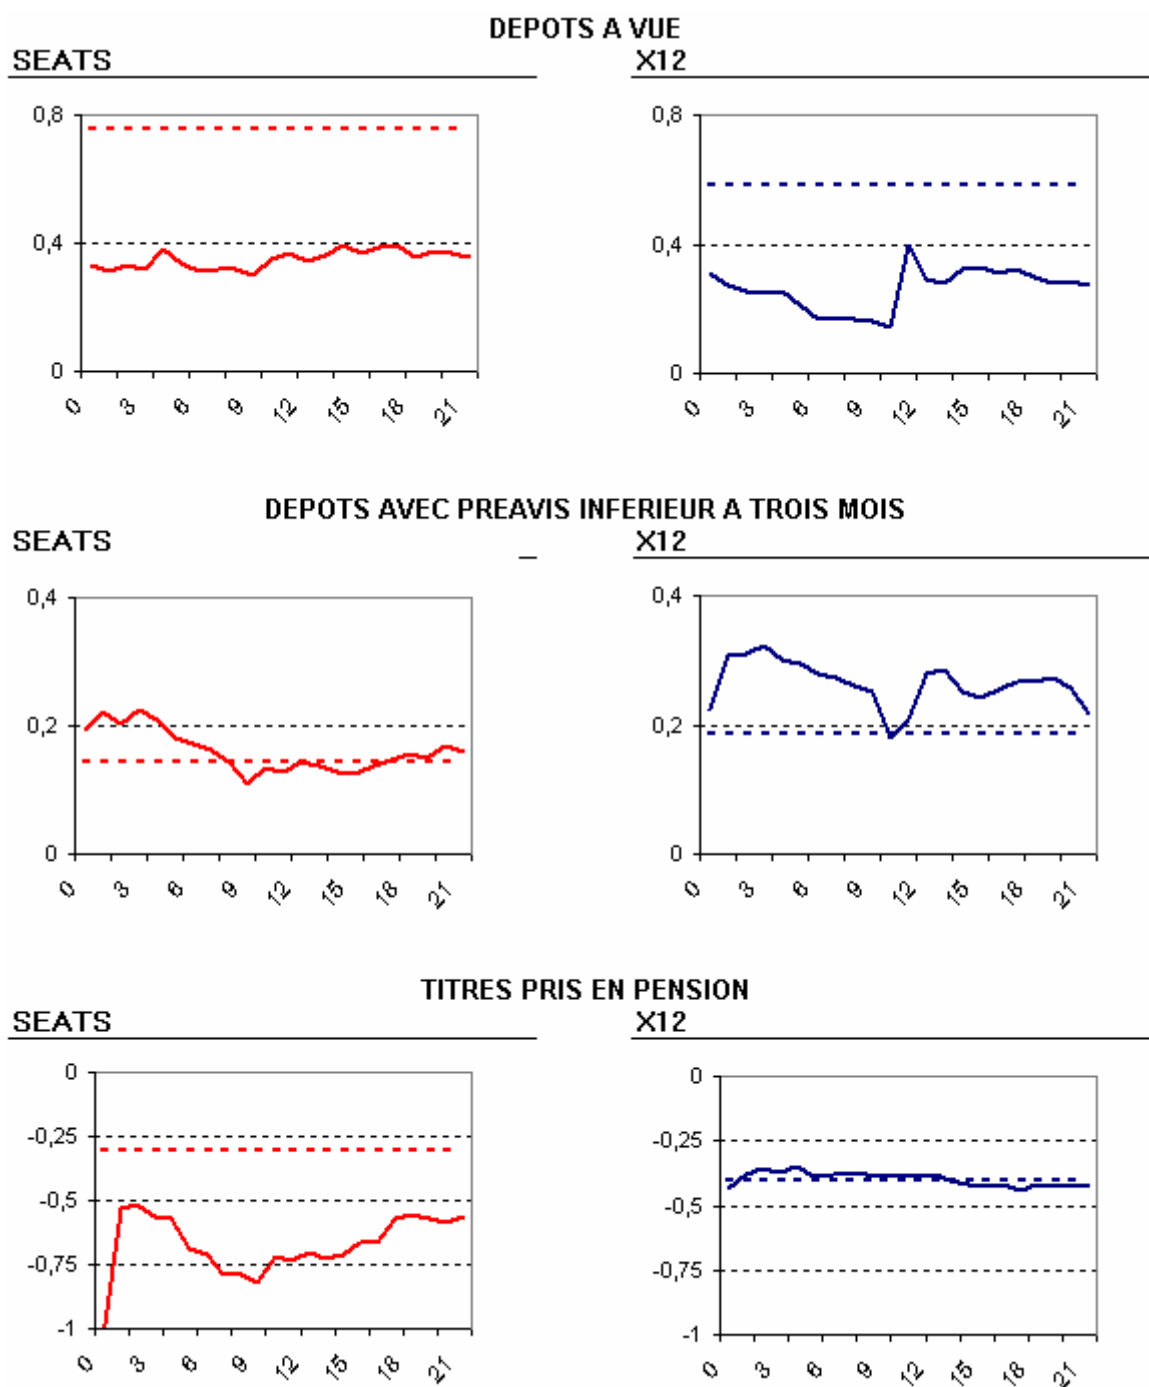 DEPOTS A VUE
SEATS X12
0,8 0,8
0,4 0,4
0 0
0 3 6 9 12 15 18 21 0 3 6 9 12 15 18 21
DEPOTS AVEC PREAVIS INFERIEUR A TROIS MOIS
SEATS X12
0,4 0,4
0,2 0,2
0 0
0 3 6 9 12 15 18 21 0 3 6 9 12 15 18 21
TITRES PRIS EN PENSION
SEATS X12
0 0
-0,25 -0,25
-0,5 -0,5
-0,75 -0,75
-1 -1
0 3 6 9 12 15 18 21 0 3 6 9 12 15 18 21